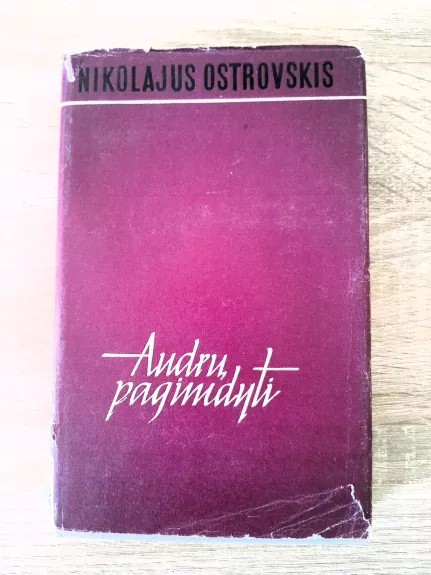 NIKOLAJUS OSTROVSKIS
Audrų
pagimdyti